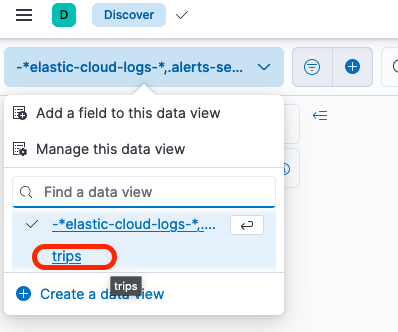 D Discover
-*elastic-cloud-logs-*,.alerts-se...
Add a field to this data view
Manage this data view
Find a data view
-*elastic-cloud-logs-*,....
trips
trips
Create a data view